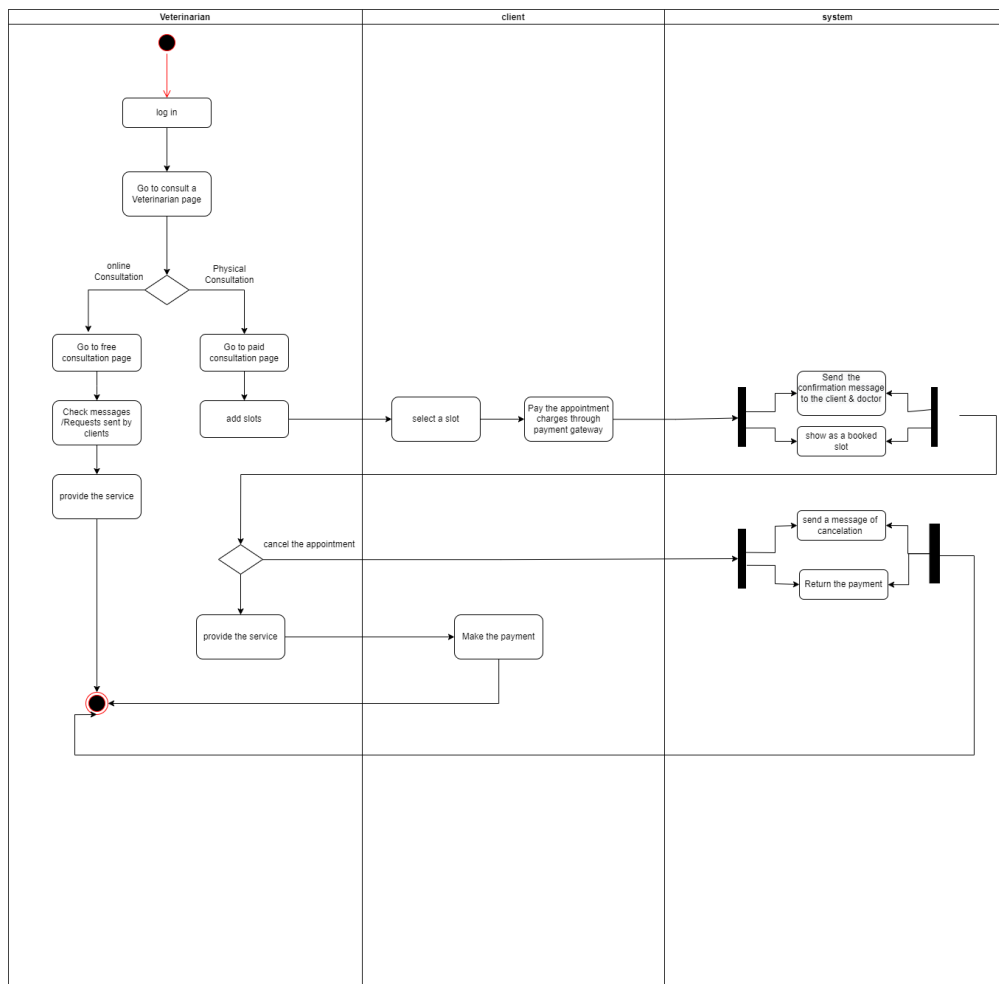 Veterinarian
client
system
log in
Go to consult a
Veterinarian page
online
Consultation
Physical
Consultation
Go to free
consultation page
Go to paid
consultation page
Check messages
/Requests sent by
clients
add slots
select a slot
Pay the appointment
charges through
payment gateway
Send the
confirmation message
to the client & doctor
show as a booked
slot
provide the service
cancel the appointment
send a message of
cancelation
Return the payment
provide the service
Make the payment